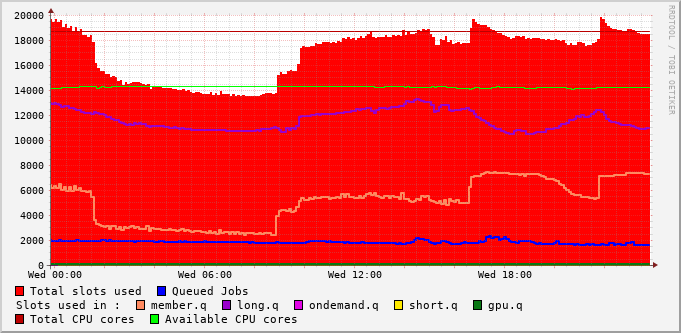 20000
18000
16000
14000
12000
10000
8000
6000
4000
2000
0
Wed 00:00 Wed 06:00 Wed 12:00 Wed 18:00
Total slots used Queued Jobs
Slots used in : member.q long.q ondemand.q short.q gpu.q
Total CPU cores Available CPU cores
RRDTOOL / TOBI OETIKER